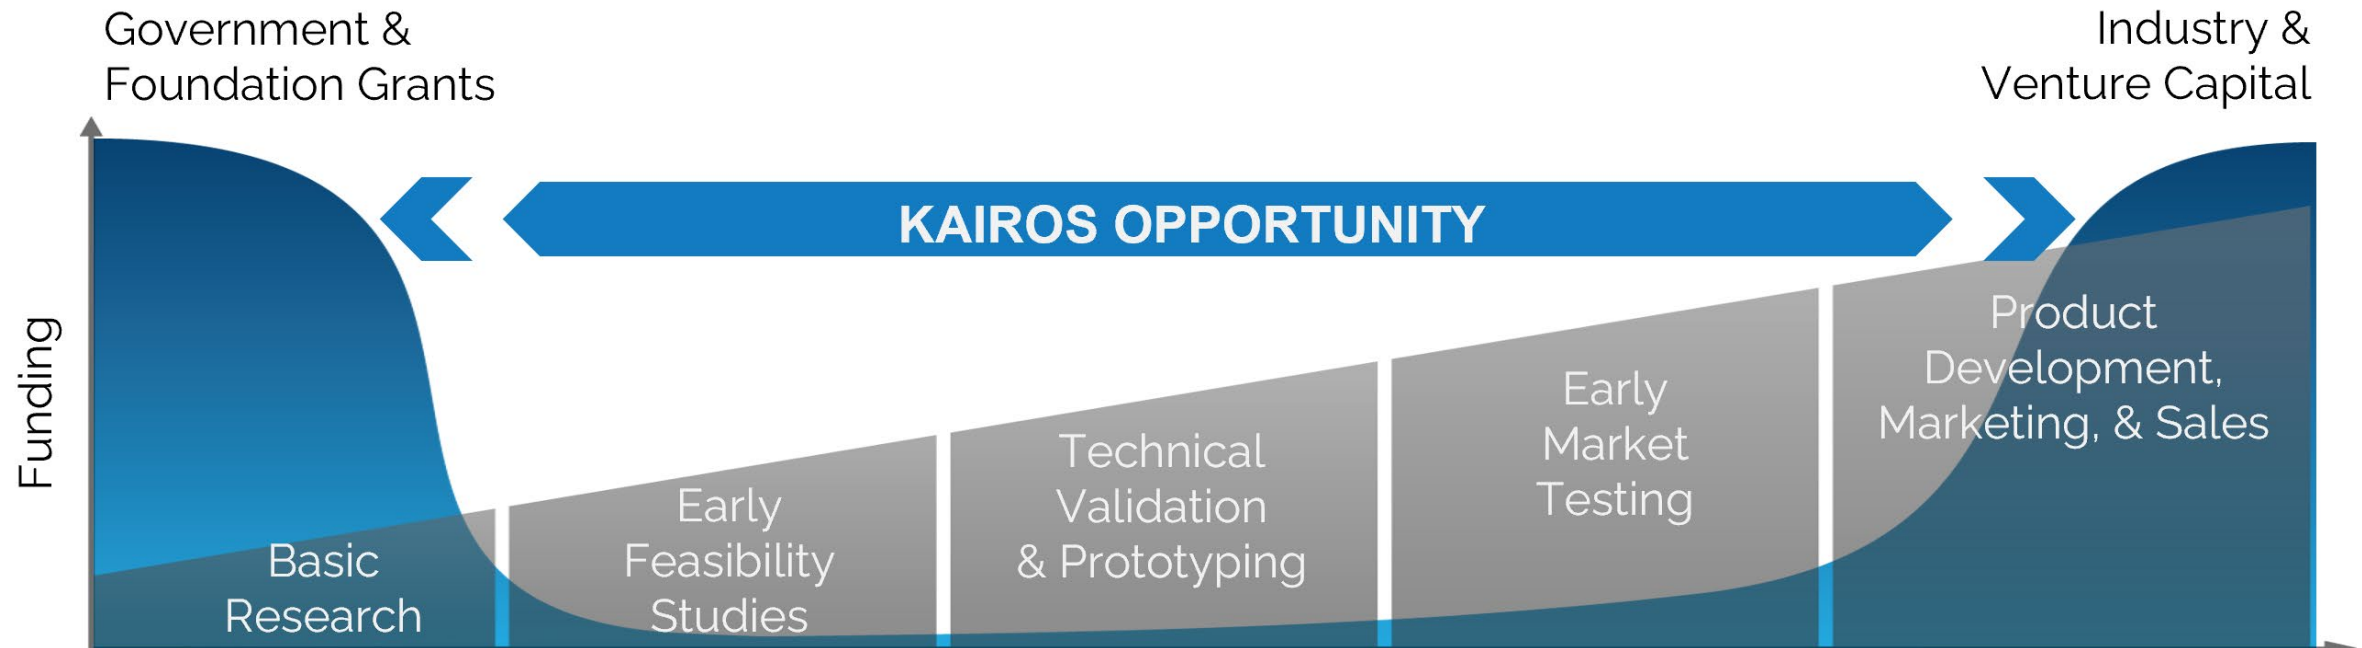 Government &
Foundation Grants
Industry &
Venture Capital
KAIROS OPPORTUNITY
Funding
Basic
Research
Early
Feasibility
Studies
Technical
Validation
& Prototyping
Early
Market
Testing
Product
Development,
Marketing, & Sales